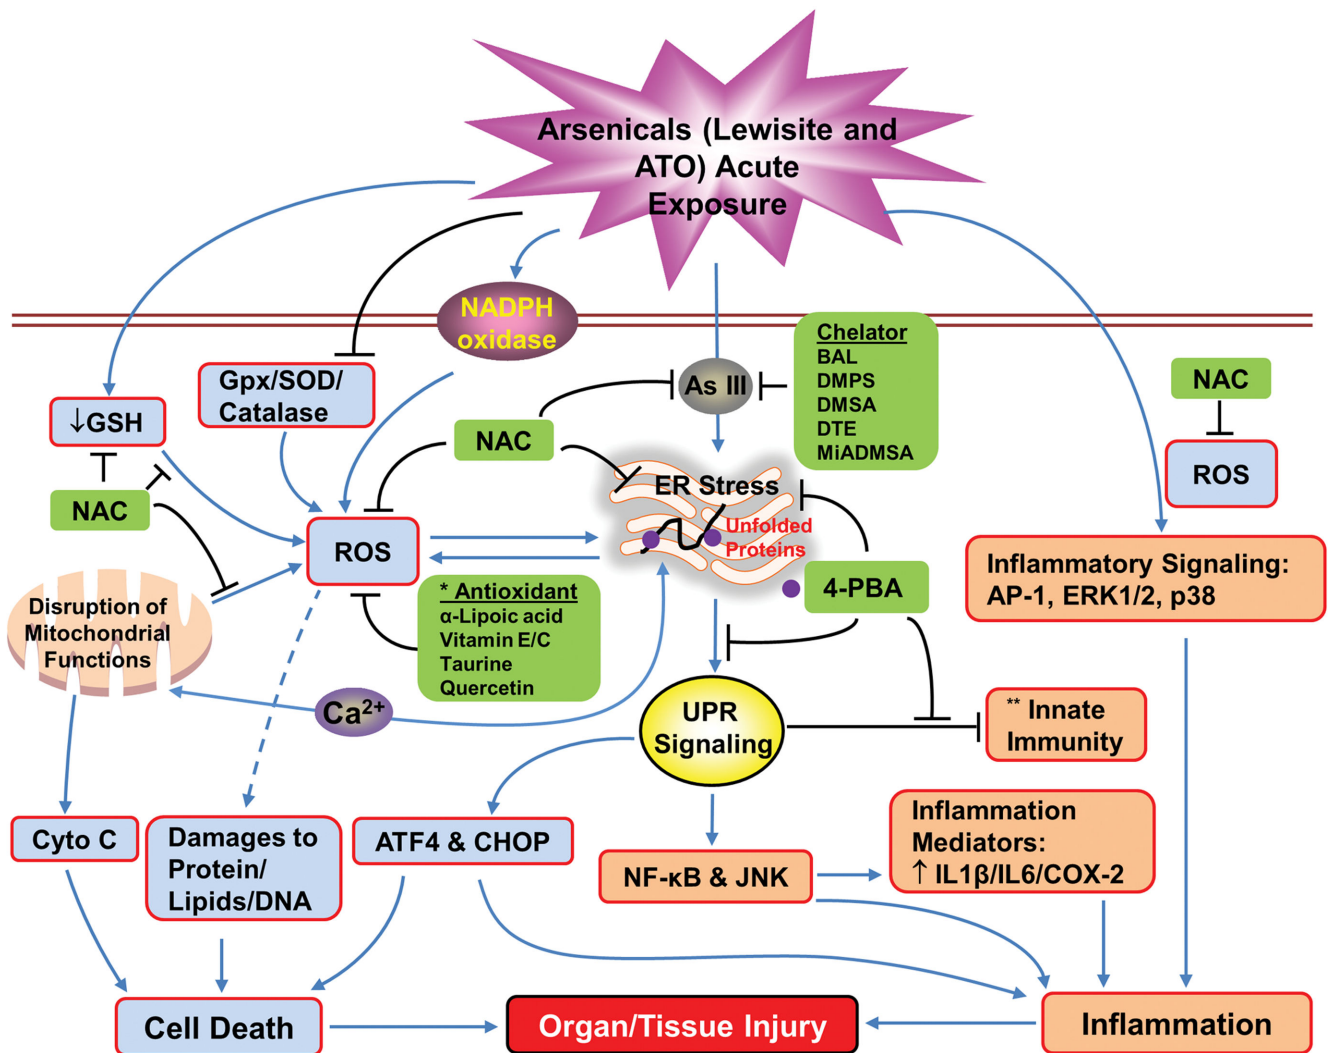 Arsenicals (Lewisite and
ATO) Acute
Exposure
NADPH
oxidase
Chelator
BAL
DMPS
DMSA
DTE
MiADMSA
As III
Gpx/SOD/
Catalase
↓GSH
NAC
NAC
NAC
ROS
ER Stress
Unfolded
Proteins
ROS
Inflammatory Signaling:
AP-1, ERK1/2, p38
4-PBA
* Antioxidant
α-Lipoic acid
Vitamin E/C
Taurine
Quercetin
Disruption of
Mitochondrial
Functions
Ca2+
UPR
Signaling
** Innate
Immunity
Cyto C
Damages to
Protein/
Lipids/DNA
ATF4 & CHOP
NF-κB & JNK
Inflammation
Mediators:
↑ IL1β/IL6/COX-2
Cell Death
Organ/Tissue Injury
Inflammation